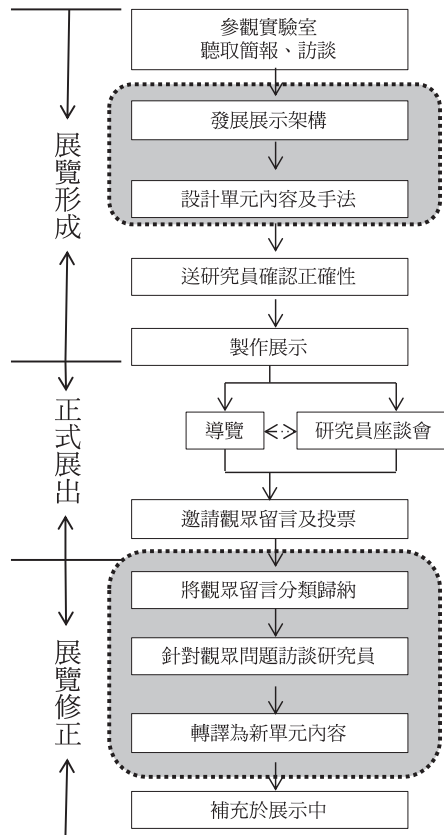 參觀實驗室
聽取簡報、訪談
發展展示架構
設計單元內容及手法
送研究員確認正確性
製作展示
導覽
研究員座談會
邀請觀眾留言及投票
將觀眾留言分類歸納
針對觀眾問題訪談研究員
轉譯為新單元內容
補充於展示中
展覽形成
正式展出
展覽修正